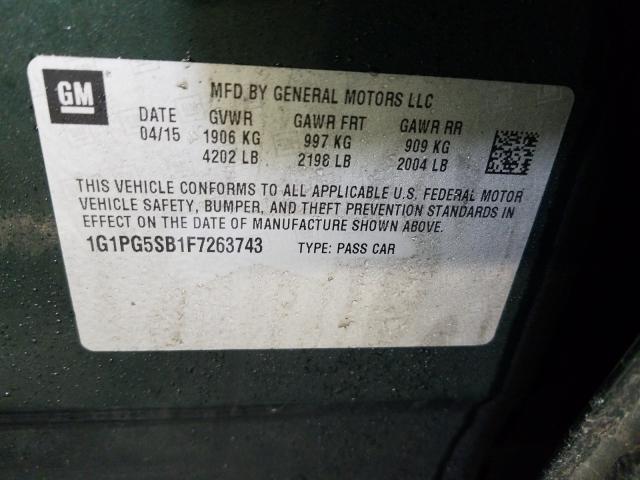 GM
MFD BY GENERAL MOTORS LLC
DATE GVWR GAWR FRT GAWR RR
04/15 1906 KG 997 KG 909 KG
4202 LB 2198 LB 2004 LB
THIS VEHICLE CONFORMS TO ALL APPLICABLE U.S. FEDERAL MOTOR
VEHICLE SAFETY, BUMPER, AND THEFT PREVENTION STANDARDS IN
EFFECT ON THE DATE OF MANUFACTURE SHOWN ABOVE.
1G1PG5SB1F7263743 TYPE: PASS CAR